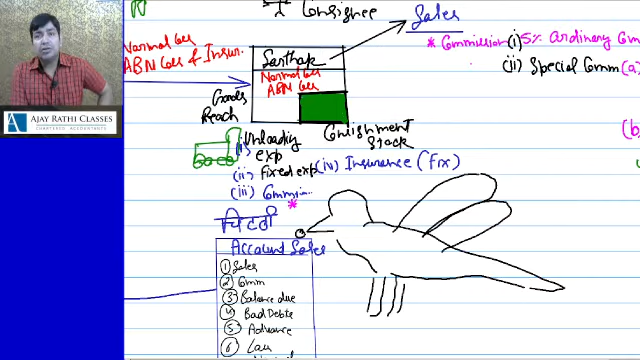 Consignee
Sales
* Commission (i) 5% Ordinary Com
(ii) Special Comm (a)
(b)
Normal Loss
ABN Loss & Insur.
Sarthak
Normal Loss
ABN Loss
Goods
Reach
Consignment
Stock
(i) Unloading
exp
(ii) Fixed exp
(iii) Commission
*
(iv) Insurance (fix)
चिट्ठी
Account Sales
① Sales
② Comm
③ Balance due
④ Bad Debts
⑤ Advance
⑥ Loss
AJAY RATHI CLASSES
CHARTERED ACCOUNTANTS